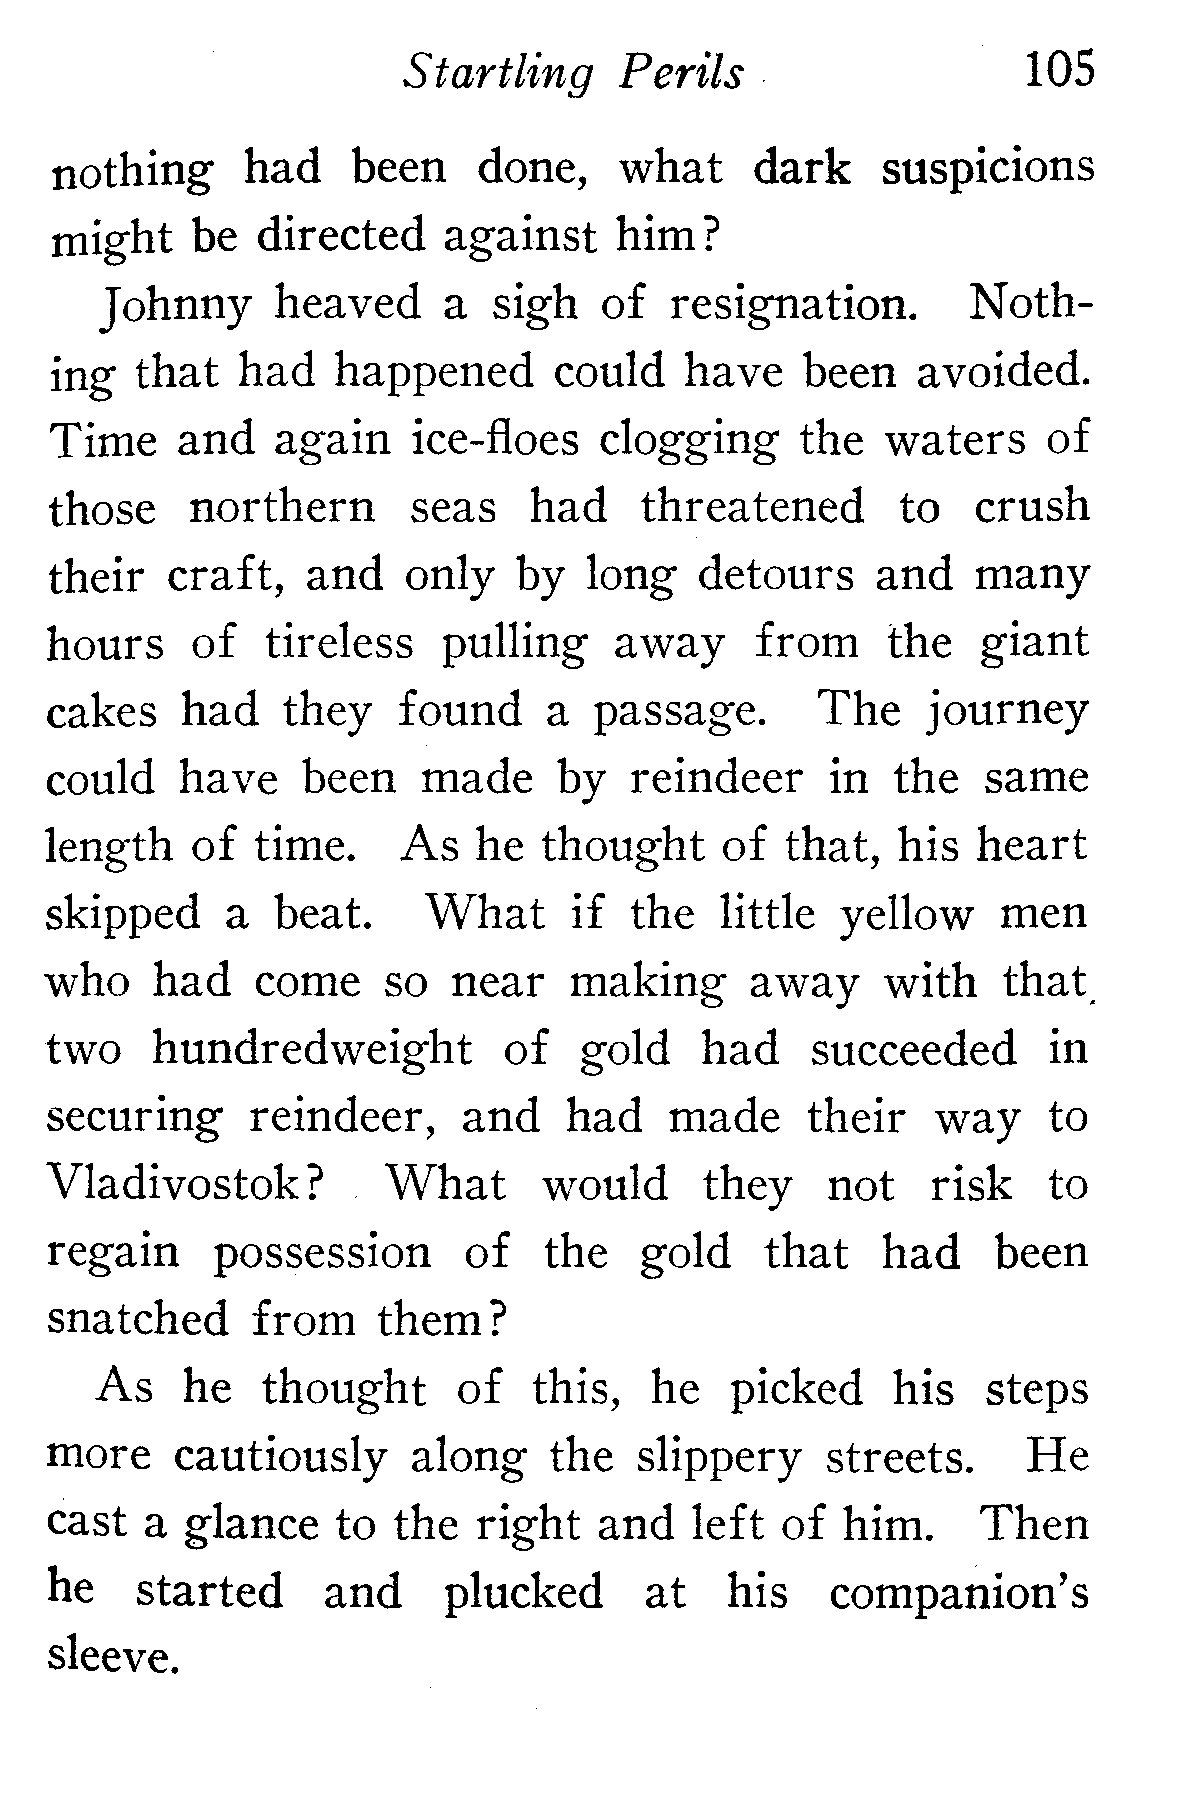 Startling Perils 105
nothing had been done, what dark suspicions
might be directed against him?
Johnny heaved a sigh of resignation. Noth-
ing that had happened could have been avoided.
Time and again ice-floes clogging the waters of
those northern seas had threatened to crush
their craft, and only by long detours and many
hours of tireless pulling away from the giant
cakes had they found a passage. The journey
could have been made by reindeer in the same
length of time. As he thought of that, his heart
skipped a beat. What if the little yellow men
who had come so near making away with that
two hundredweight of gold had succeeded in
securing reindeer, and had made their way to
Vladivostok? What would they not risk to
regain possession of the gold that had been
snatched from them?
As he thought of this, he picked his steps
more cautiously along the slippery streets. He
cast a glance to the right and left of him. Then
he started and plucked at his companion's
sleeve.